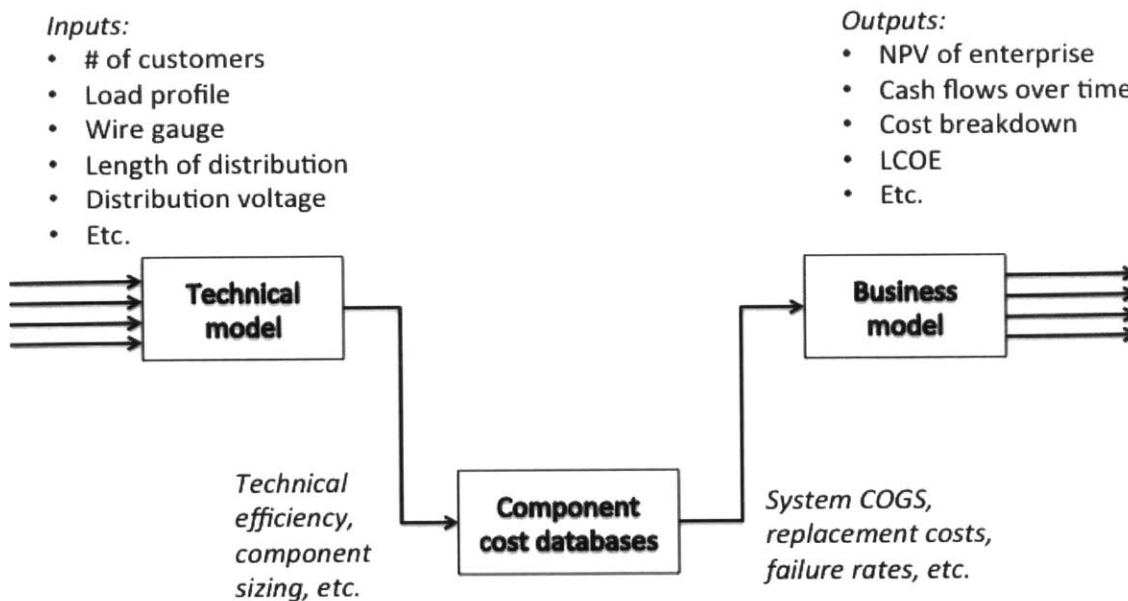 Inputs:
• # of customers
• Load profile
• Wire gauge
• Length of distribution
• Distribution voltage
• Etc.
Outputs:
• NPV of enterprise
• Cash flows over time
• Cost breakdown
• LCOE
• Etc.
Technical
model
Business
model
Technical
efficiency,
component
sizing, etc.
Component
cost databases
System COGS,
replacement costs,
failure rates, etc.